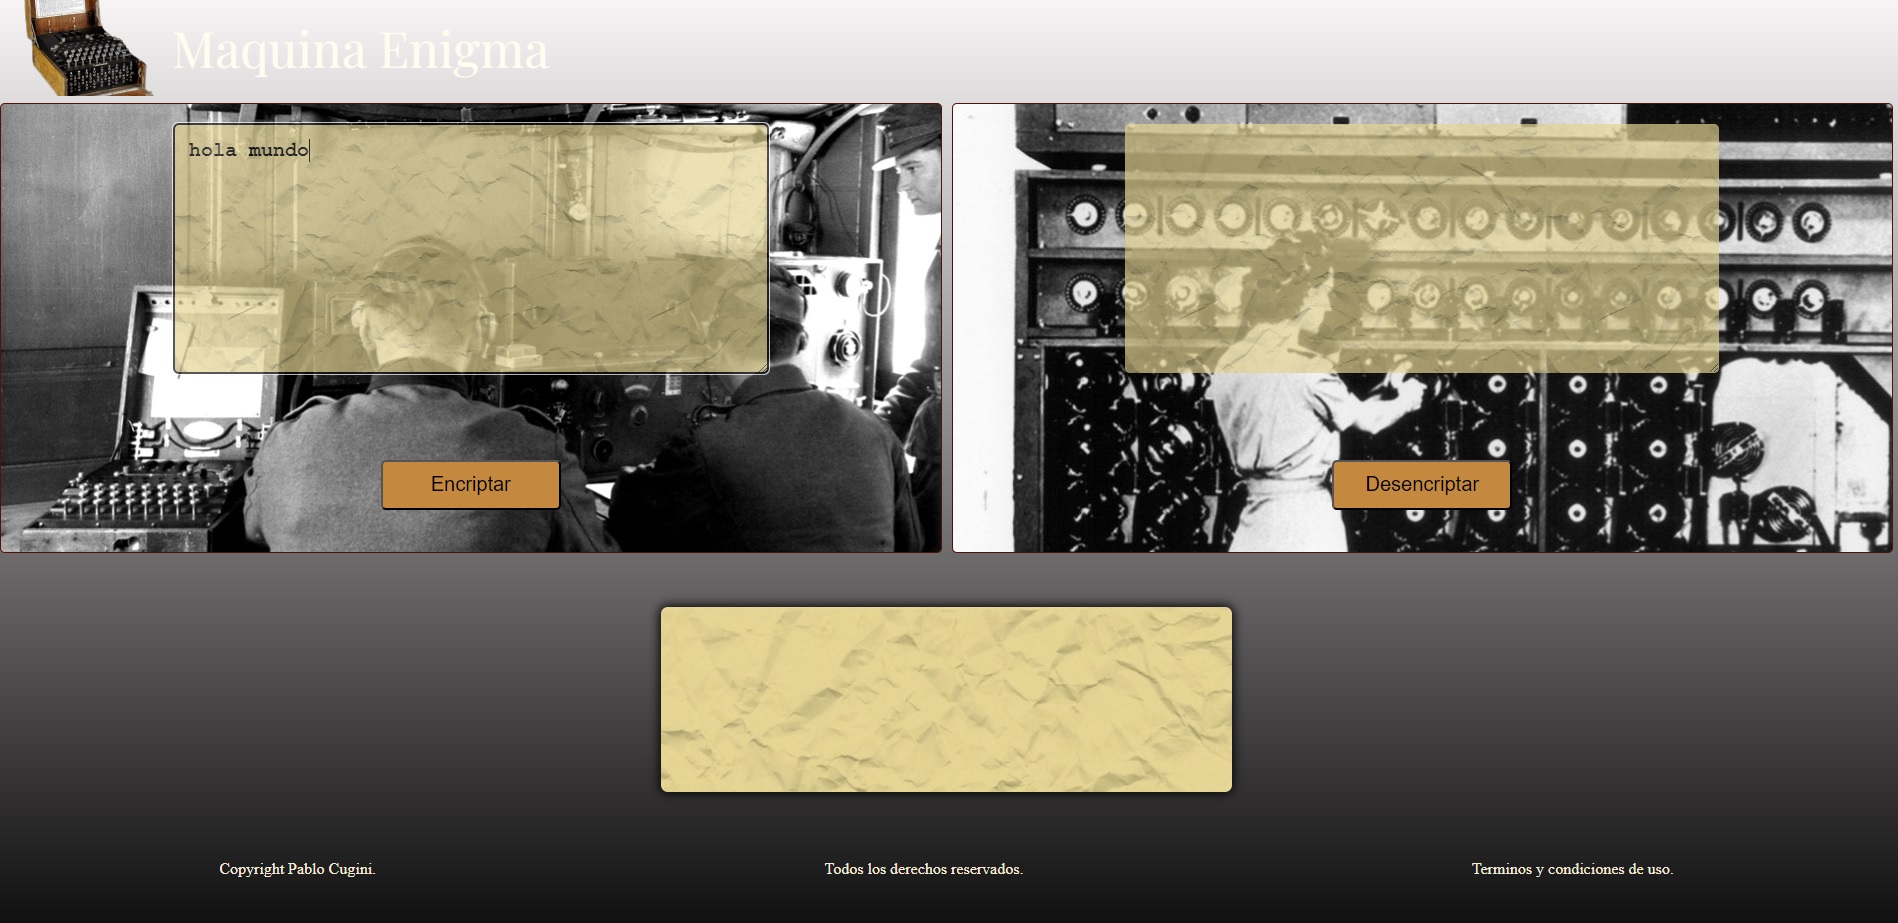 Maquina Enigma
hola mundo
Encriptar
Desencriptar
Copyright Pablo Cugini.
Todos los derechos reservados.
Terminos y condiciones de uso.